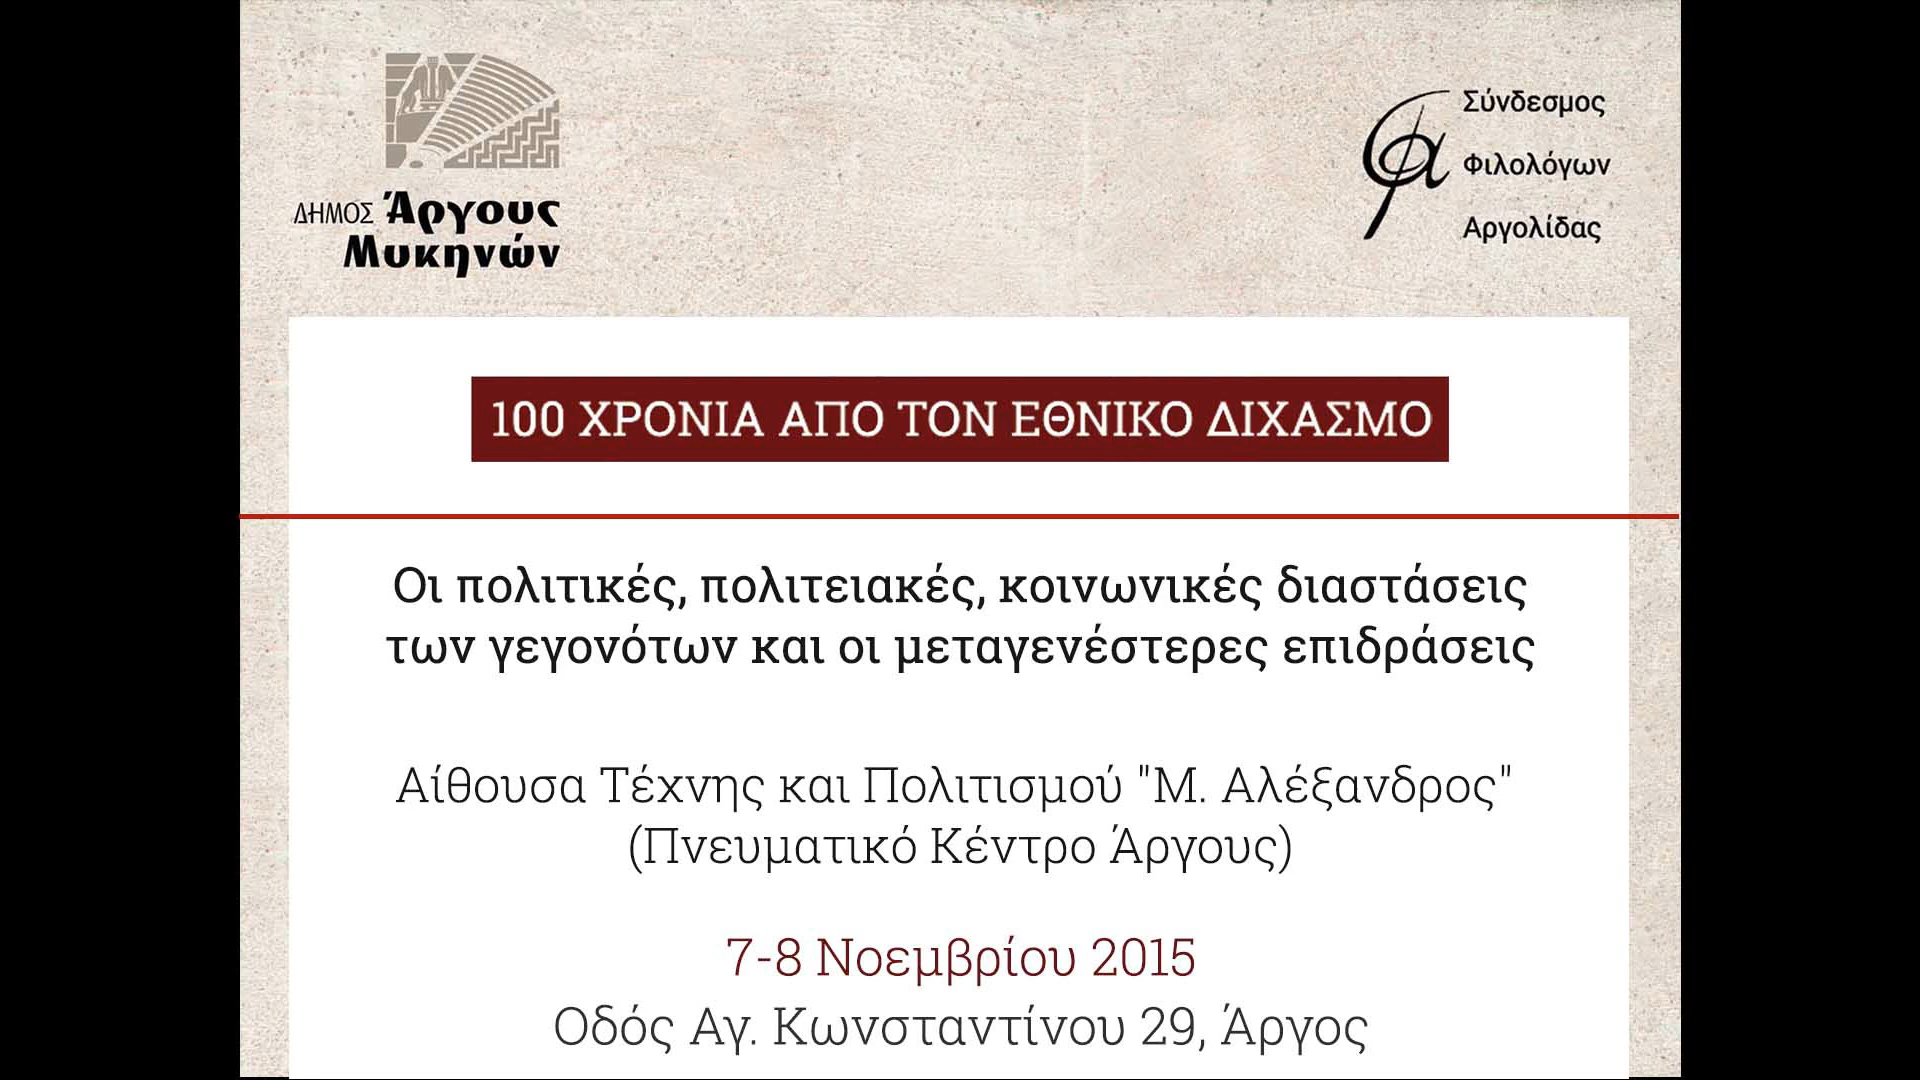 ΔΗΜΟΣ Άργους
Μυκηνών
Σύνδεσμος
Φιλολόγων
Αργολίδας
100 ΧΡΟΝΙΑ ΑΠΟ ΤΟΝ ΕΘΝΙΚΟ ΔΙΧΑΣΜΟ
Οι πολιτικές, πολιτειακές, κοινωνικές διαστάσεις
των γεγονότων και οι μεταγενέστερες επιδράσεις
Αίθουσα Τέχνης και Πολιτισμού "Μ. Αλέξανδρος"
(Πνευματικό Κέντρο Άργους)
7-8 Νοεμβρίου 2015
Οδός Αγ. Κωνσταντίνου 29, Άργος